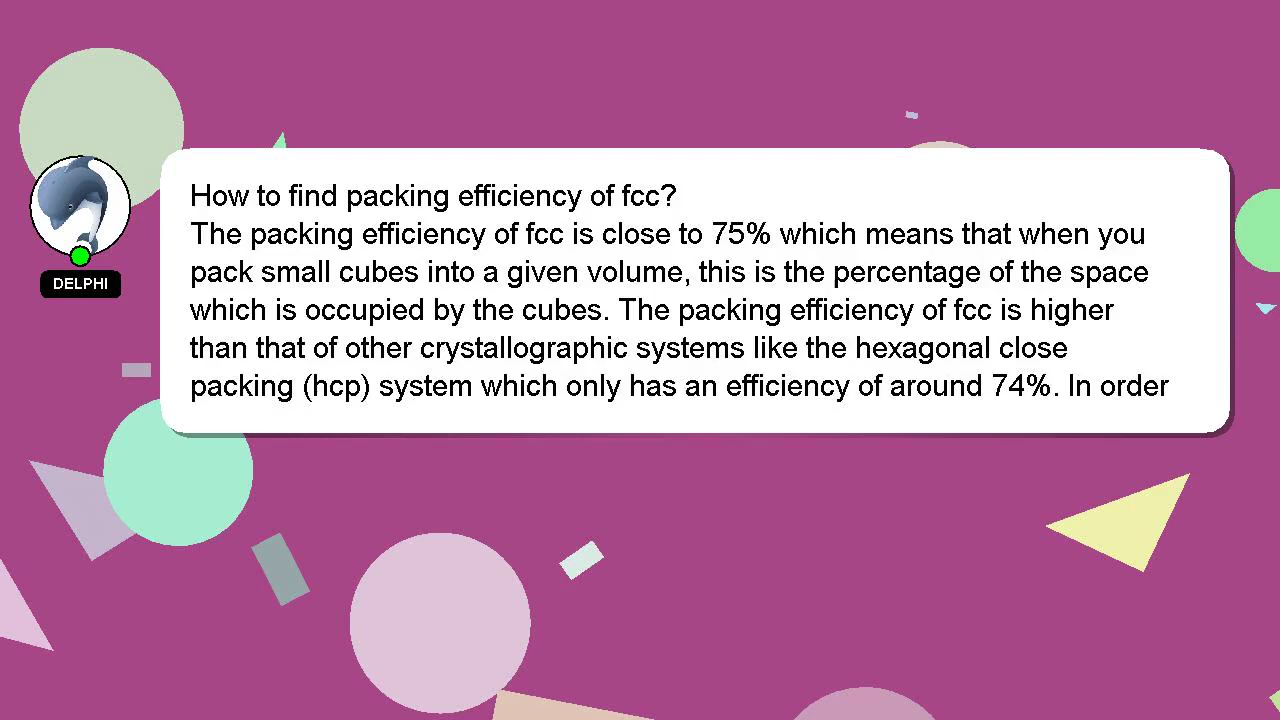 How to find packing efficiency of fcc?
The packing efficiency of fcc is close to 75% which means that when you
pack small cubes into a given volume, this is the percentage of the space
which is occupied by the cubes. The packing efficiency of fcc is higher
than that of other crystallographic systems like the hexagonal close
packing (hcp) system which only has an efficiency of around 74%. In order
DELPHI